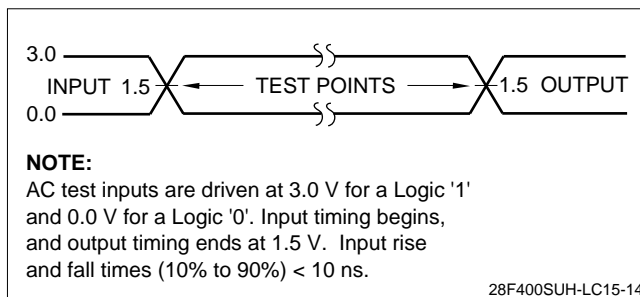 3.0
INPUT 1.5 TEST POINTS 1.5 OUTPUT
0.0
NOTE:
AC test inputs are driven at 3.0 V for a Logic '1'
and 0.0 V for a Logic '0'. Input timing begins,
and output timing ends at 1.5 V. Input rise
and fall times (10% to 90%) < 10 ns.
28F400SUH-LC15-14